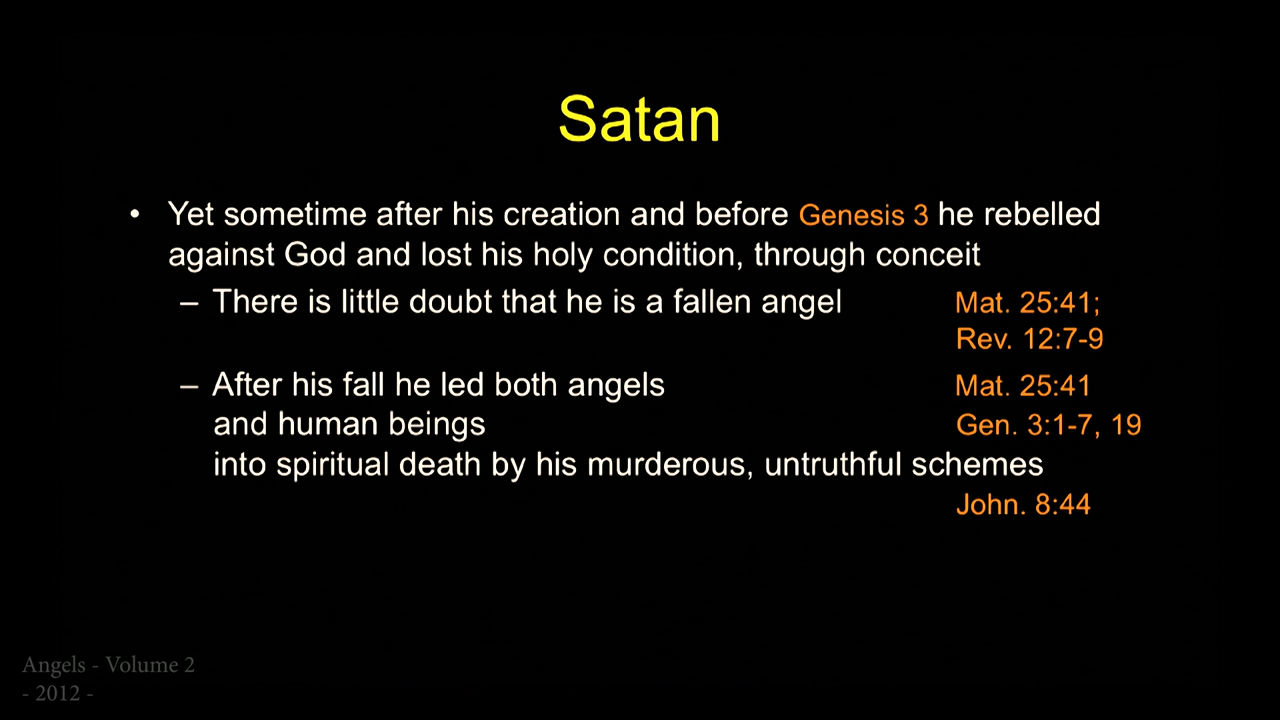 Satan
• Yet sometime after his creation and before Genesis 3 he rebelled
against God and lost his holy condition, through conceit
– There is little doubt that he is a fallen angel Mat. 25:41;
Rev. 12:7-9
– After his fall he led both angels Mat. 25:41
and human beings Gen. 3:1-7, 19
into spiritual death by his murderous, untruthful schemes
John. 8:44
Angels - Volume 2
- 2012 -